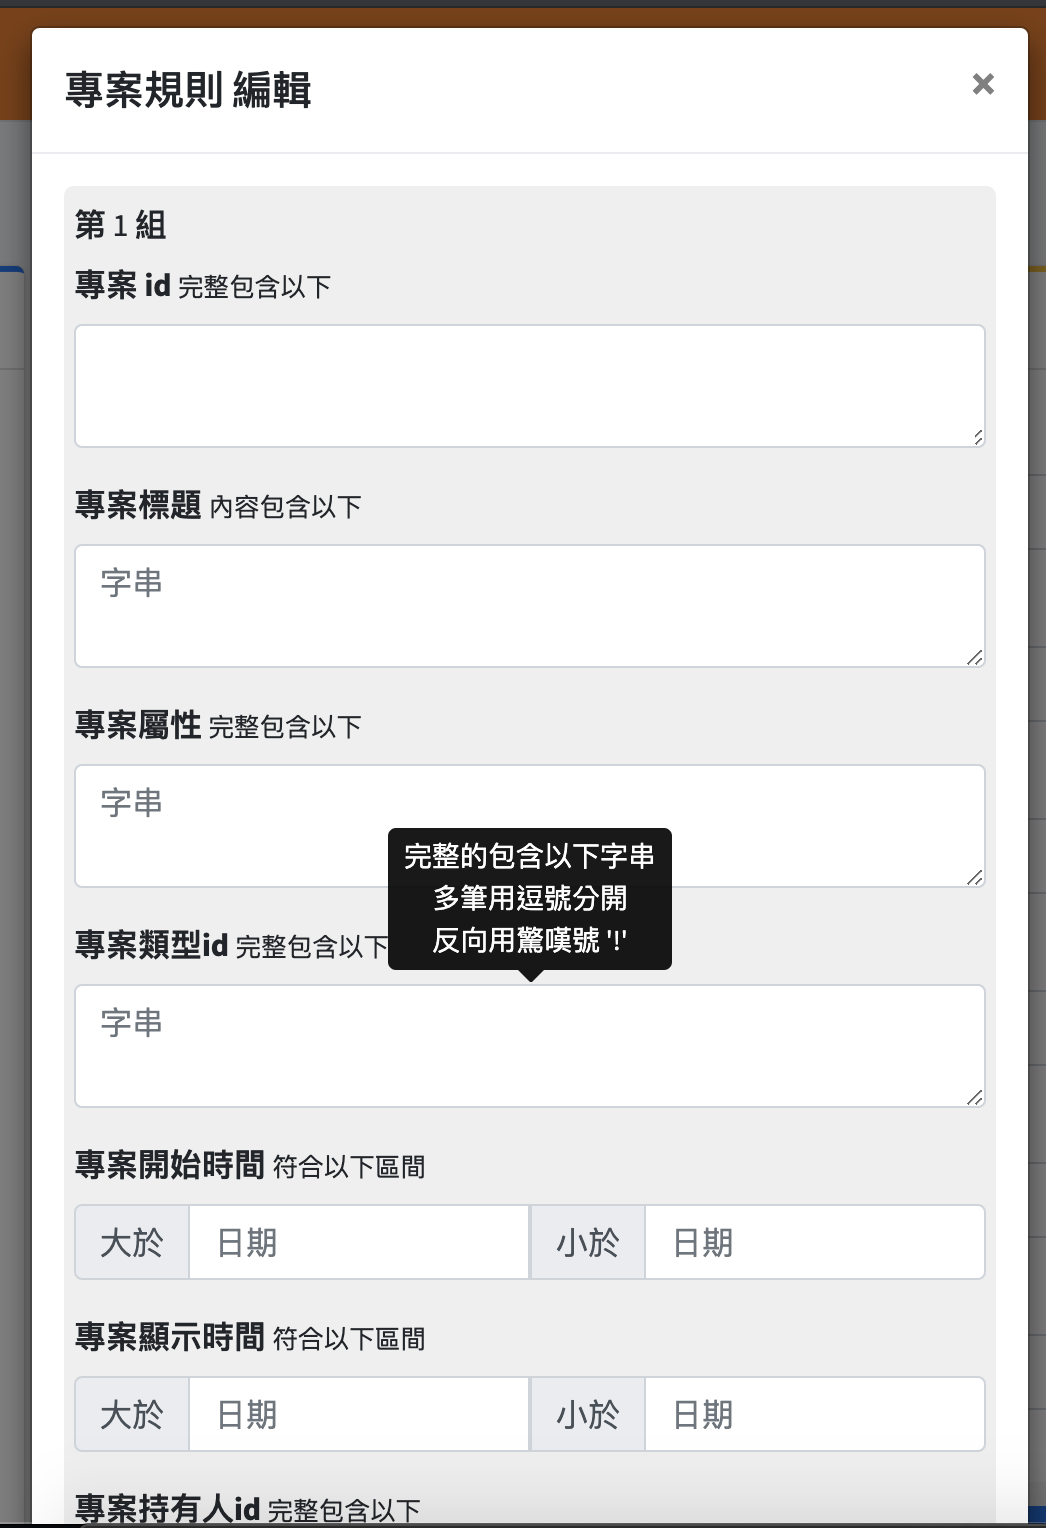 專案規則 編輯
×
第 1 組
專案 id 完整包含以下
專案標題 內容包含以下
字串
專案屬性 完整包含以下
字串
完整的包含以下字串
多筆用逗號分開
反向用驚嘆號 '!'
專案類型id 完整包含以下
字串
專案開始時間 符合以下區間
大於 日期 小於 日期
專案顯示時間 符合以下區間
大於 日期 小於 日期
專案持有人id 完整包含以下